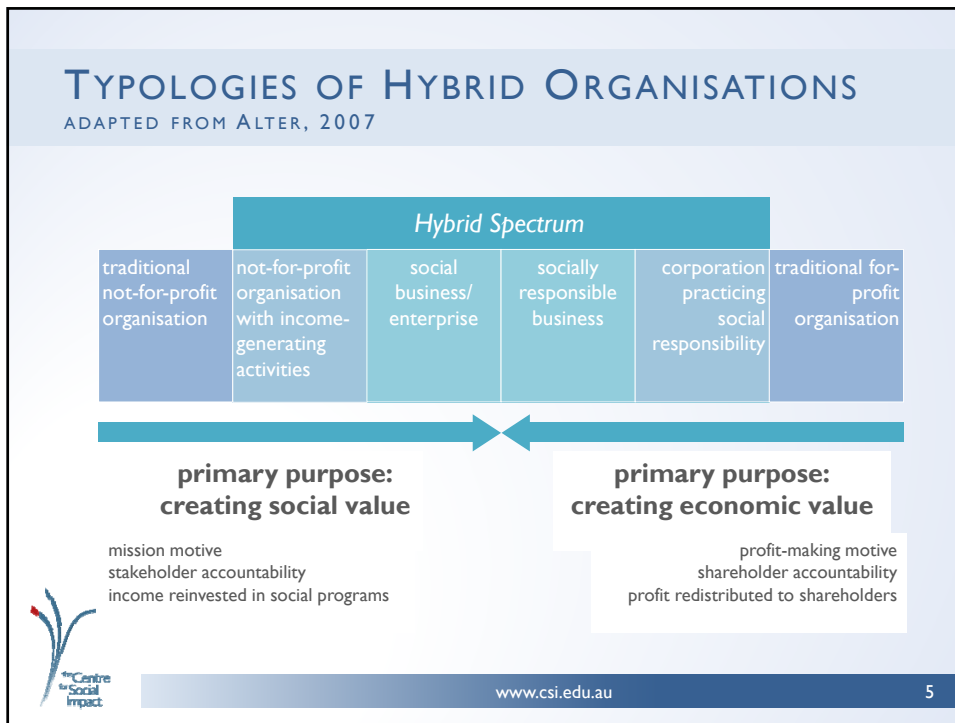 TYPOLOGIES OF HYBRID ORGANISATIONS
ADAPTED FROM ALTER, 2007
Hybrid Spectrum
traditional
not-for-profit
organisation
not-for-profit
organisation
with income-
generating
activities
social
business/
enterprise
socially
responsible
business
corporation
practicing
social
responsibility
traditional for-
profit
organisation
primary purpose:
creating social value
mission motive
stakeholder accountability
income reinvested in social programs
primary purpose:
creating economic value
profit-making motive
shareholder accountability
profit redistributed to shareholders
the Centre
for Social
Impact
www.csi.edu.au
5